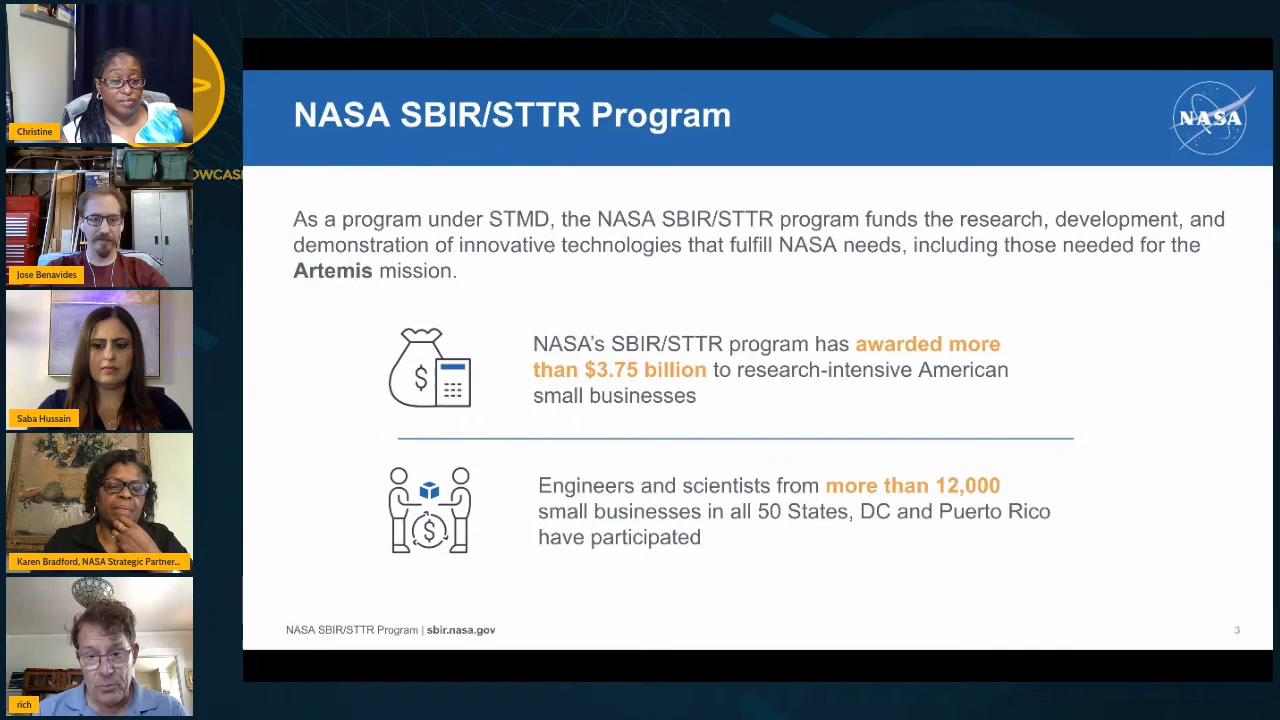 Christine
Jose Benavides
Saba Hussain
Karen Bradford, NASA Strategic Partner...
rich
OWCAS
NASA SBIR/STTR Program
NASA
As a program under STMD, the NASA SBIR/STTR program funds the research, development, and
demonstration of innovative technologies that fulfill NASA needs, including those needed for the
Artemis mission.
$
NASA's SBIR/STTR program has awarded more
than $3.75 billion to research-intensive American
small businesses
$
Engineers and scientists from more than 12,000
small businesses in all 50 States, DC and Puerto Rico
have participated
NASA SBIR/STTR Program | sbir.nasa.gov
3